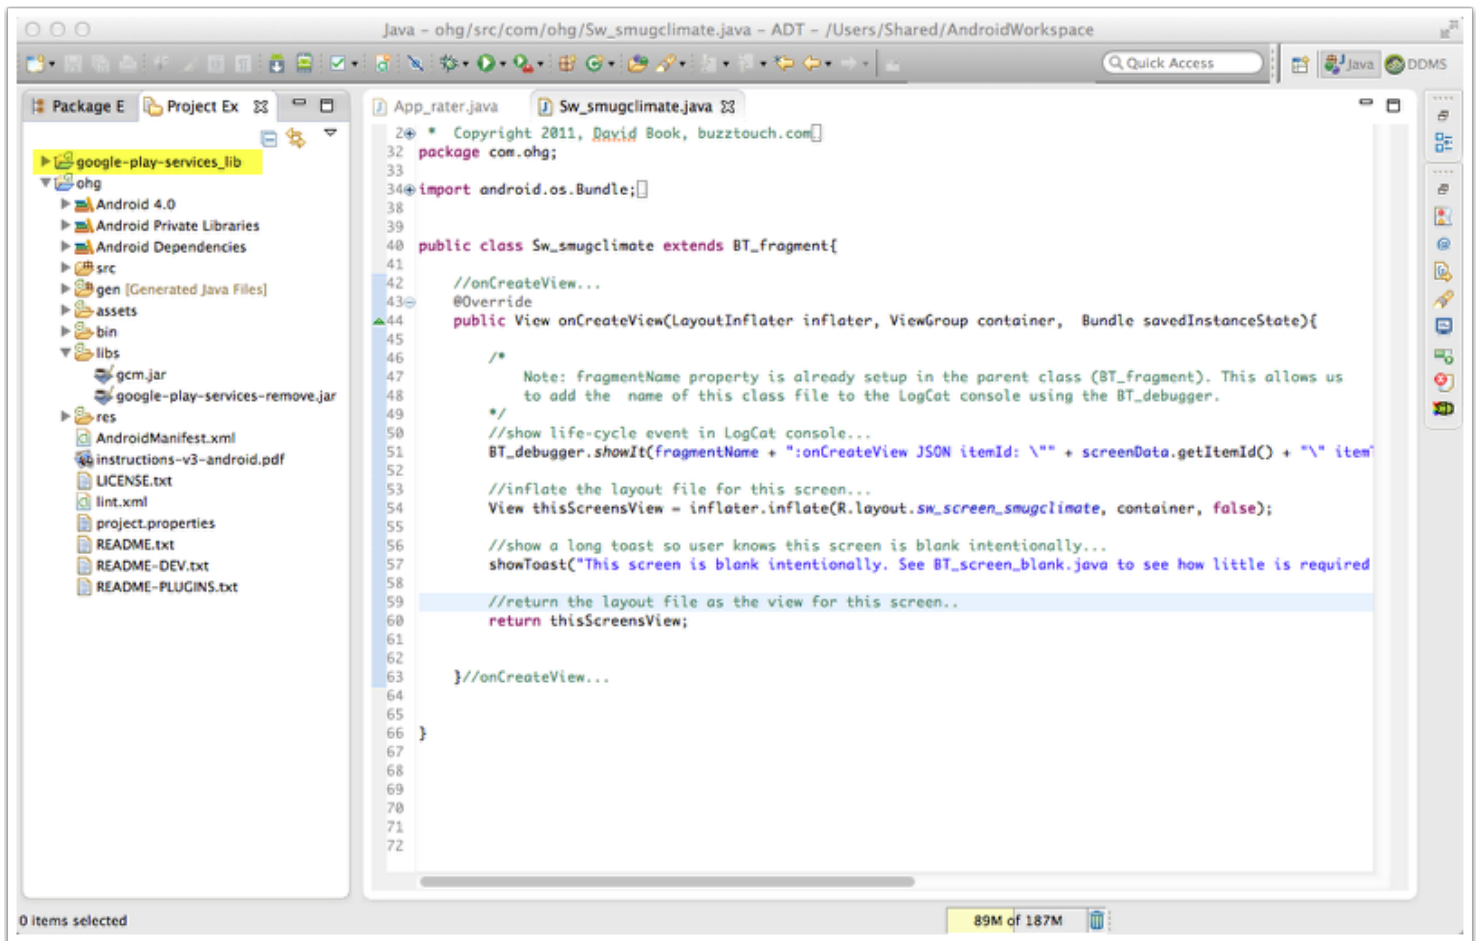 Java – ohg/src/com/ohg/Sw_smugclimate.java – ADT – /Users/Shared/AndroidWorkspace
Quick Access
Java
DDMS
Package E
Project Ex
App_rater.java
Sw_smugclimate.java
google-play-services_lib
ohg
Android 4.0
Android Private Libraries
Android Dependencies
src
gen [Generated Java Files]
assets
bin
libs
gcm.jar
google-play-services-remove.jar
res
AndroidManifest.xml
instructions-v3-android.pdf
LICENSE.txt
lint.xml
project.properties
README.txt
README-DEV.txt
README-PLUGINS.txt
2 * Copyright 2011, David Book, buzztouch.com
32 package com.ohg;
33
34 import android.os.Bundle;
38
39
40 public class Sw_smugclimate extends BT_fragment{
41
42 //onCreateView...
43 @Override
44 public View onCreateView(LayoutInflater inflater, ViewGroup container,  Bundle savedInstanceState){
45
46 /*
47 Note: fragmentName property is already setup in the parent class (BT_fragment). This allows us
48 to add the  name of this class file to the LogCat console using the BT_debugger.
49 */
50 //show life-cycle event in LogCat console...
51 BT_debugger.showIt(fragmentName + ":onCreateView JSON itemId: \"" + screenData.getItemId() + "\" itemT
52
53 //inflate the layout file for this screen...
54 View thisScreensView = inflater.inflate(R.layout.sw_screen_smugclimate, container, false);
55
56 //show a long toast so user knows this screen is blank intentionally...
57 showToast("This screen is blank intentionally. See BT_screen_blank.java to see how little is required
58
59 //return the layout file as the view for this screen..
60 return thisScreensView;
61
62
63 }//onCreateView...
64
65
66 }
67
68
69
70
71
72
0 items selected
89M of 187M